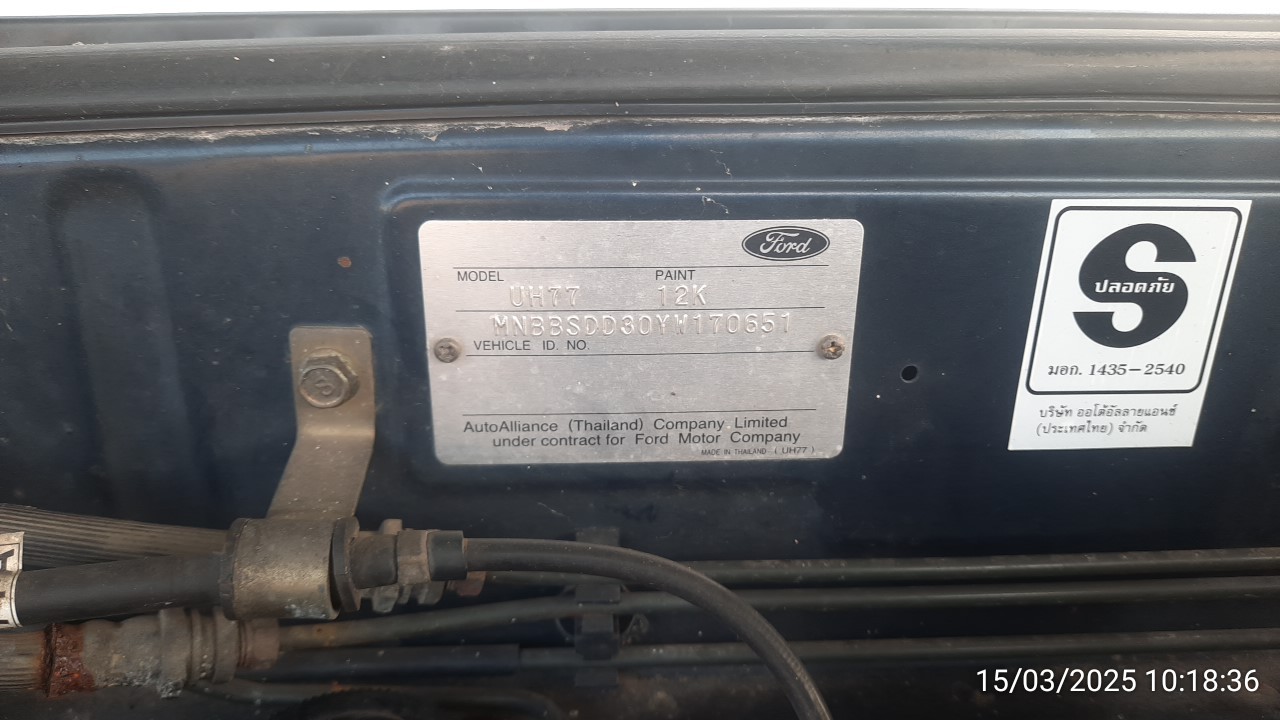 Ford
MODEL PAINT
UH77 12K
MNBBSDD30YW170651
VEHICLE ID. NO.
AutoAlliance (Thailand) Company Limited
under contract for Ford Motor Company
MADE IN THAILAND ( UH77 )
ปลอดภัย
มอก. 1435-2540
บริษัท ออโต้อัลลายแอนซ์
(ประเทศไทย) จำกัด
15/03/2025 10:18:36